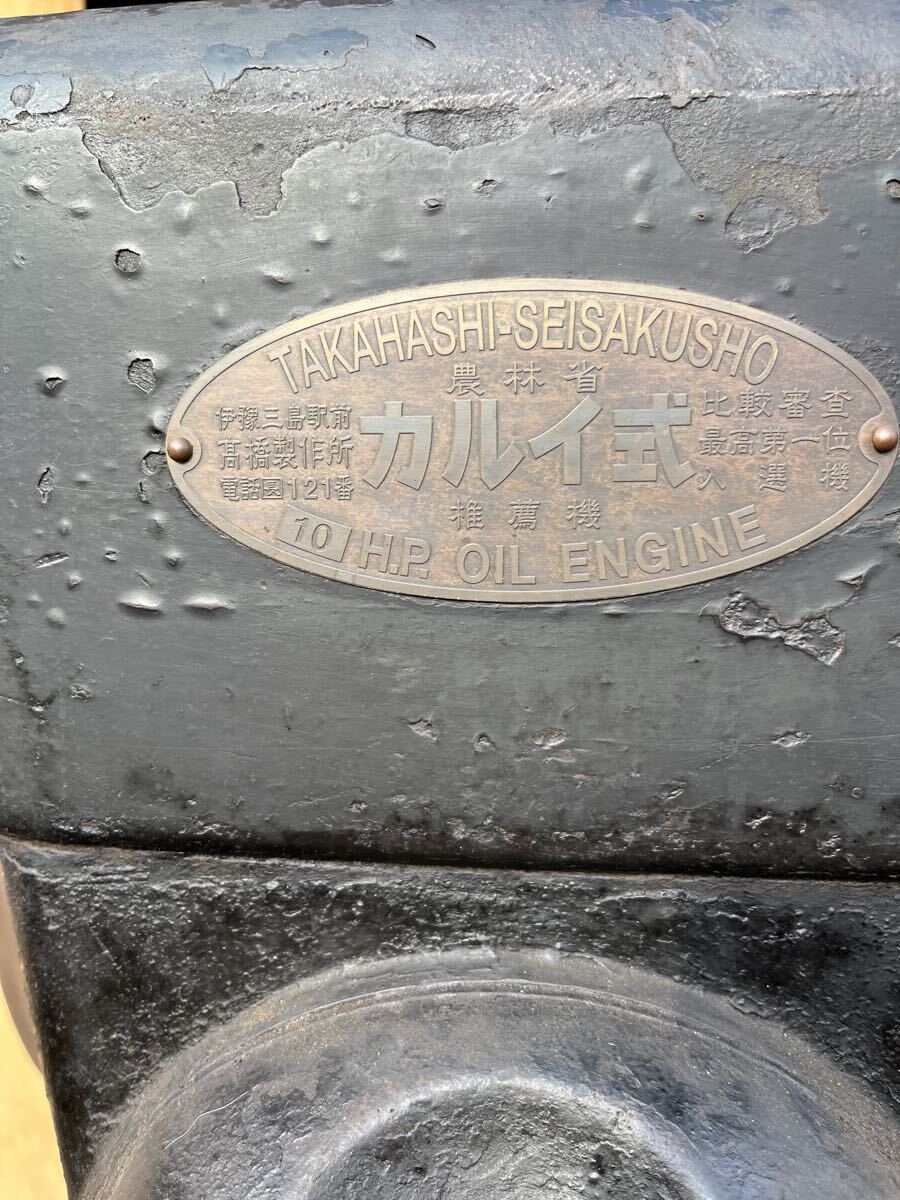 TAKAHASHI-SEISAKUSHO
農林省
伊豫三島駅前
髙橋製作所
電話園121番
カルイ式
比較審査
最高第一位
入選機
推薦機
10 H.P. OIL ENGINE